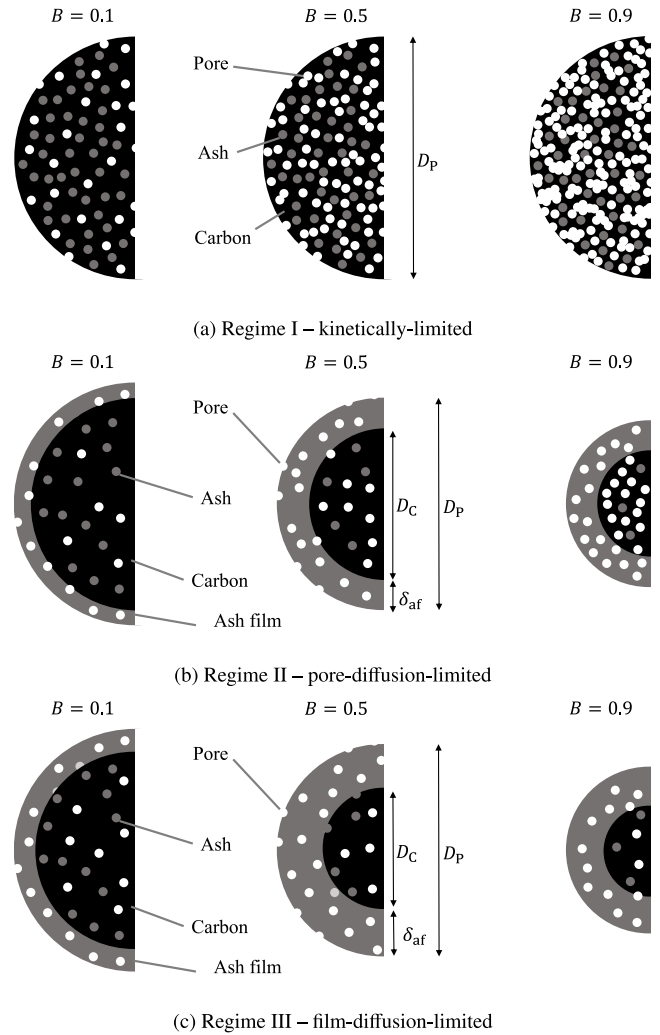 B = 0.1 B = 0.5 B = 0.9
Pore
Ash
D_P
Carbon
(a) Regime I – kinetically-limited
B = 0.1 B = 0.5 B = 0.9
Pore
Ash
D_C D_P
Carbon
δ_af
Ash film
(b) Regime II – pore-diffusion-limited
B = 0.1 B = 0.5 B = 0.9
Pore
Ash
D_C D_P
Carbon
δ_af
Ash film
(c) Regime III – film-diffusion-limited